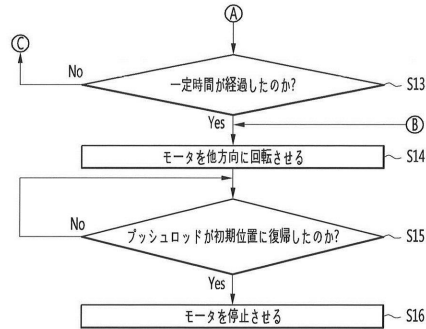 A
C
No
一定時間が経過したのか?
S13
Yes
B
モータを他方向に回転させる
S14
No
プッシュロッドが初期位置に復帰したのか?
S15
Yes
モータを停止させる
S16